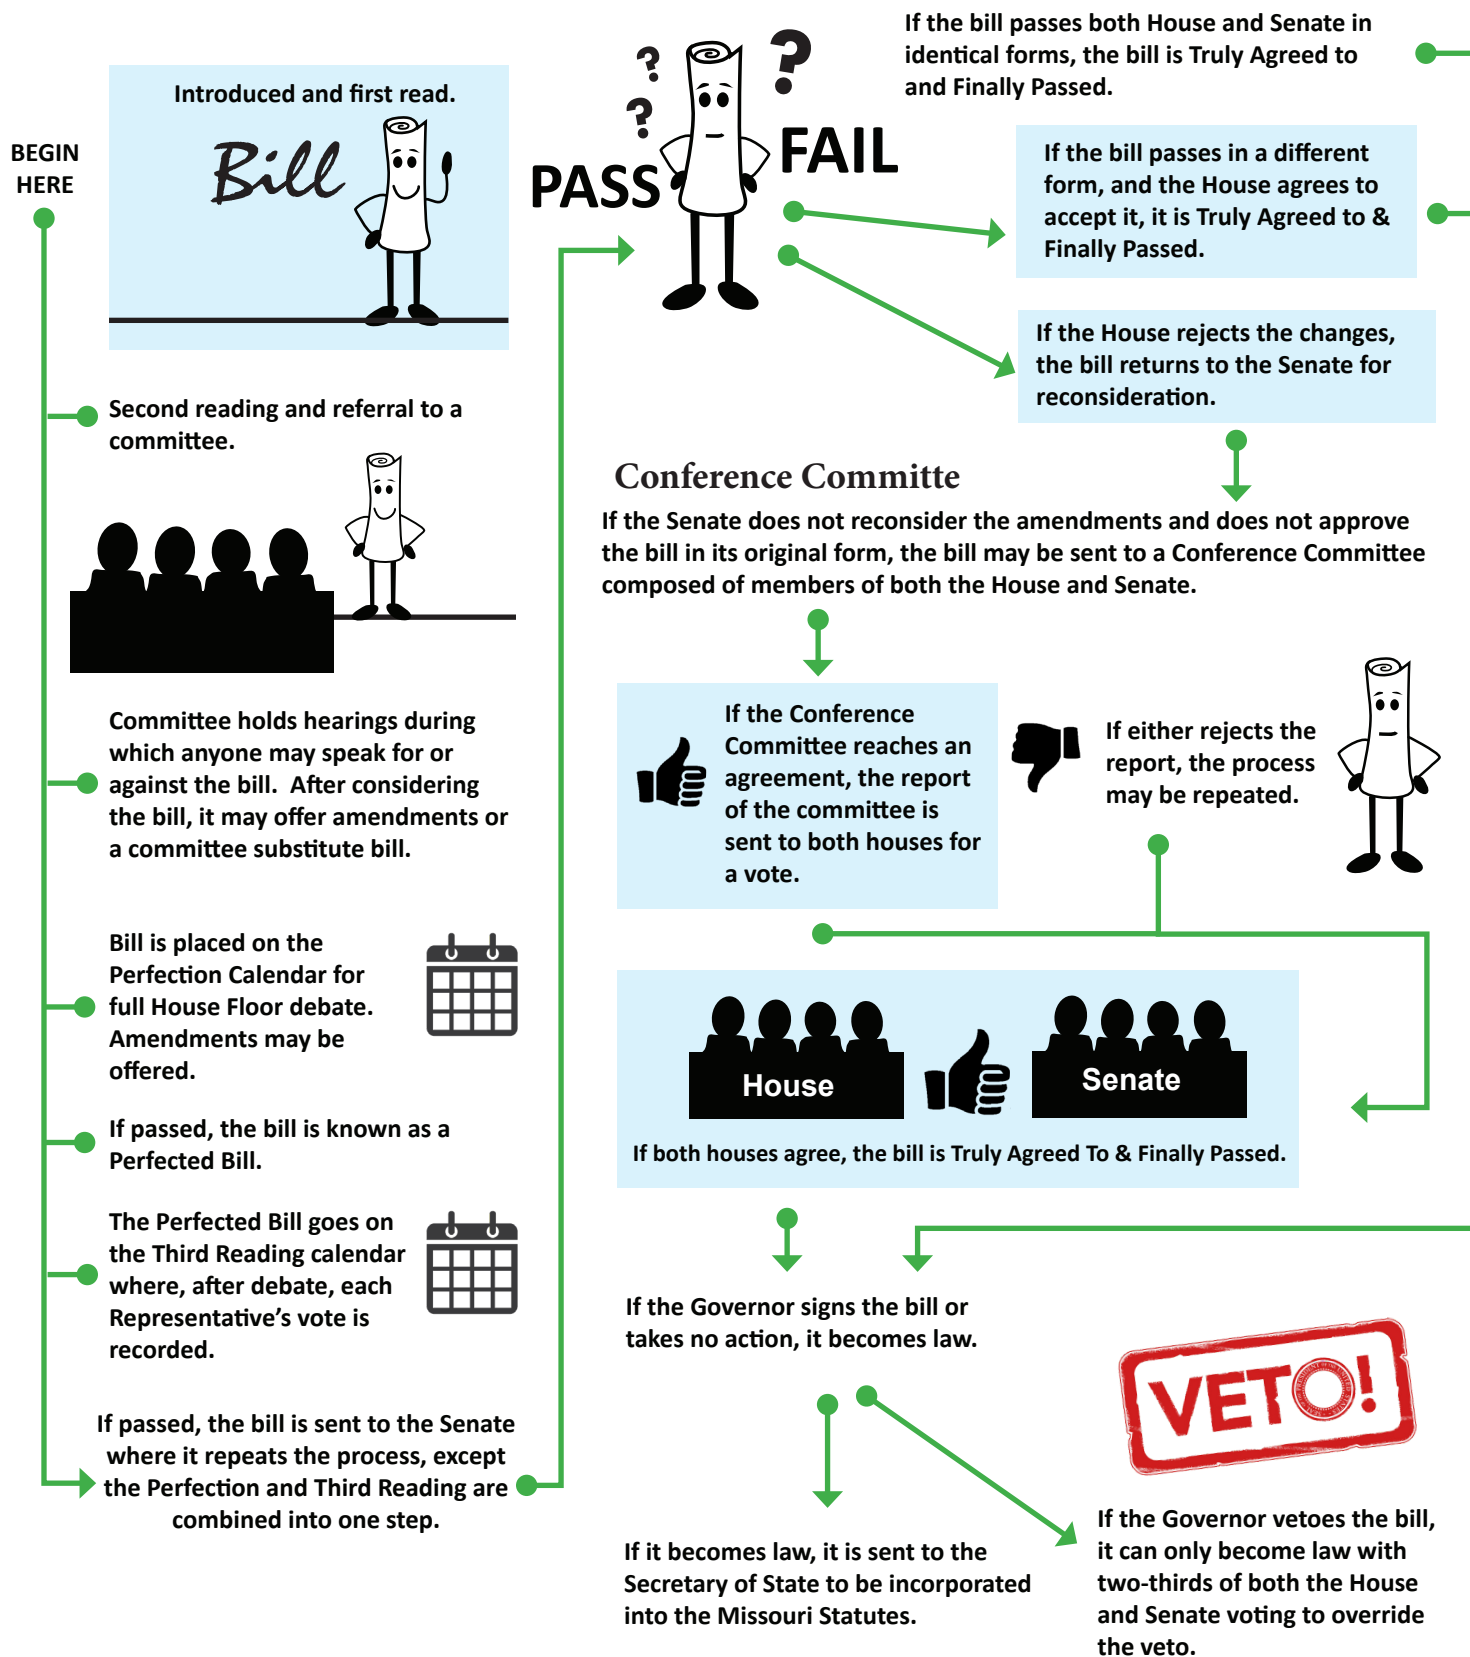 BEGIN
HERE
Introduced and first read.
Bill
Second reading and referral to a
committee.
Committee holds hearings during
which anyone may speak for or
against the bill.  After considering
the bill, it may offer amendments or
a committee substitute bill.
Bill is placed on the
Perfection Calendar for
full House Floor debate.
Amendments may be
offered.
If passed, the bill is known as a
Perfected Bill.
The Perfected Bill goes on
the Third Reading calendar
where, after debate, each
Representative’s vote is
recorded.
If passed, the bill is sent to the Senate
where it repeats the process, except
the Perfection and Third Reading are
combined into one step.
? ? ?
PASS
FAIL
If the bill passes both House and Senate in
identical forms, the bill is Truly Agreed to
and Finally Passed.
If the bill passes in a different
form, and the House agrees to
accept it, it is Truly Agreed to &
Finally Passed.
If the House rejects the changes,
the bill returns to the Senate for
reconsideration.
Conference Committe
If the Senate does not reconsider the amendments and does not approve
the bill in its original form, the bill may be sent to a Conference Committee
composed of members of both the House and Senate.
If the Conference
Committee reaches an
agreement, the report
of the committee is
sent to both houses for
a vote.
If either rejects the
report, the process
may be repeated.
House
Senate
If both houses agree, the bill is Truly Agreed To & Finally Passed.
If the Governor signs the bill or
takes no action, it becomes law.
VETO!
If it becomes law, it is sent to the
Secretary of State to be incorporated
into the Missouri Statutes.
If the Governor vetoes the bill,
it can only become law with
two-thirds of both the House
and Senate voting to override
the veto.